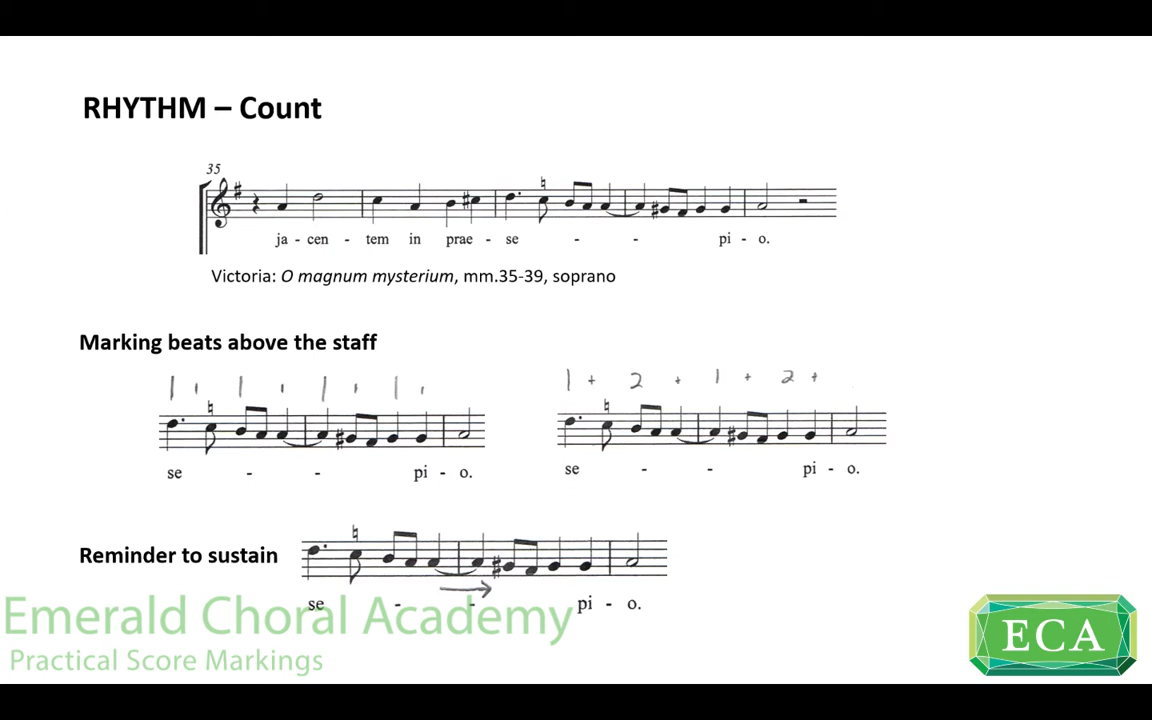 RHYTHM – Count
35
ja - cen - tem in prae - se - - pi - o.
Victoria: O magnum mysterium, mm.35-39, soprano
Marking beats above the staff
| ı | ı | ı | ı
1 + 2 + 1 + 2 +
se - - pi - o.
se - - pi - o.
Reminder to sustain
se - - pi - o.
Emerald Choral Academy
Practical Score Markings
ECA